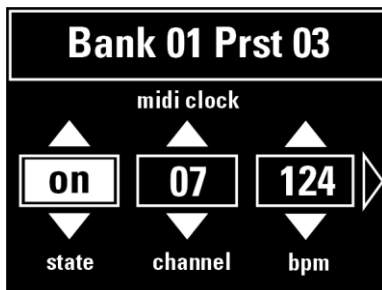 Bank 01 Prst 03
midi clock
on 07 124
state channel bpm